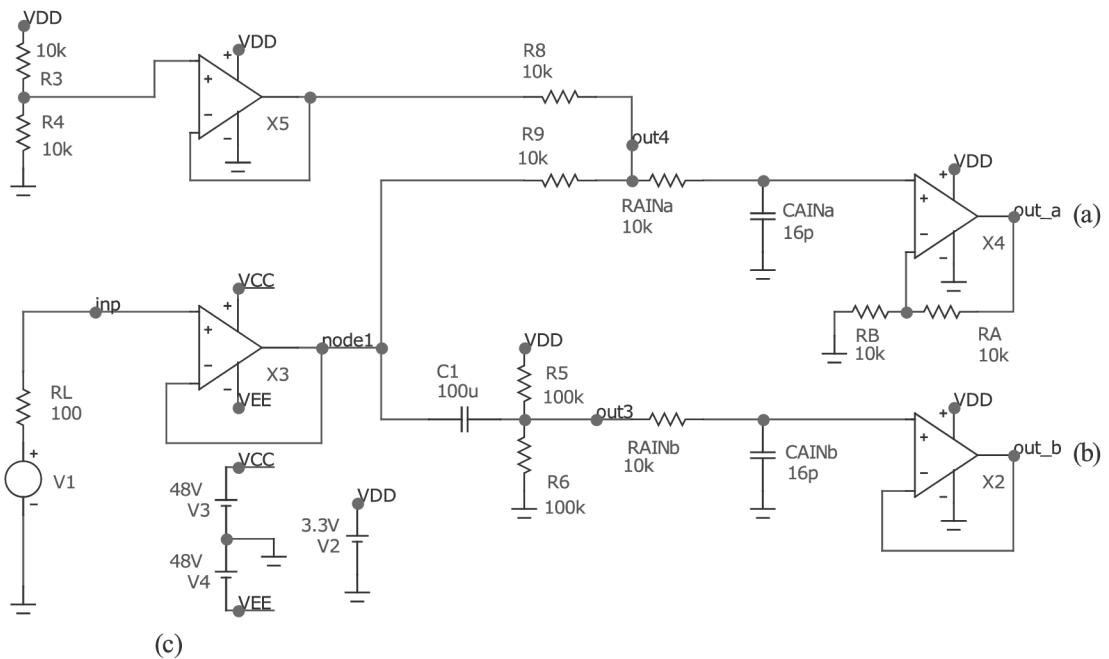 VDD
10k
R3
R4
10k
+
VDD
+
−
−
X5
R8
10k
out4
R9
10k
RAINa
10k
CAINa
16p
VDD
+
+
−
−
X4
out_a
(a)
RB
10k
RA
10k
inp
VCC
+
+
−
−
X3
VEE
node1
RL
100
+
V1
−
C1
100u
VDD
R5
100k
out3
R6
100k
RAINb
10k
CAINb
16p
VDD
+
+
−
−
X2
out_b
(b)
VCC
48V
V3
48V
V4
VEE
VDD
3.3V
V2
(c)